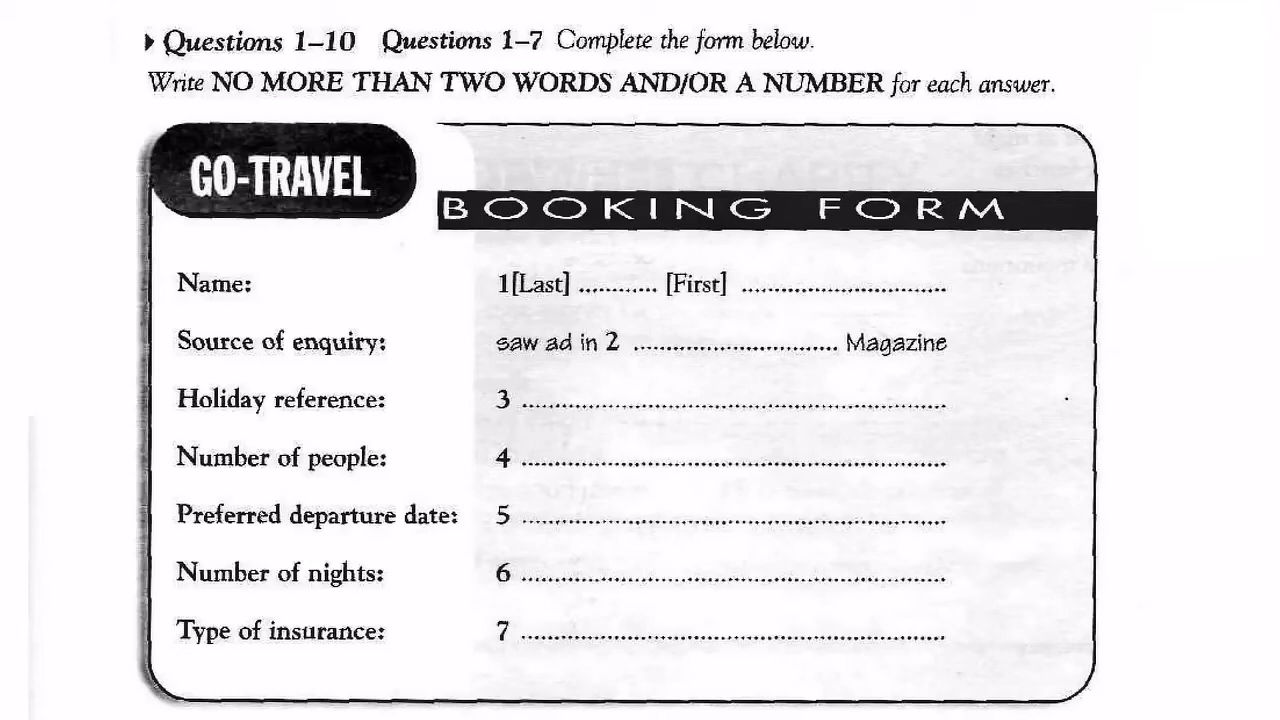 Questions 1–10 Questions 1–7 Complete the form below.
Write NO MORE THAN TWO WORDS AND/OR A NUMBER for each answer.
GO-TRAVEL
BOOKING FORM
Name: 1[Last] ............ [First] ..................................
Source of enquiry: saw ad in 2 .................................. Magazine
Holiday reference: 3 ......................................................................
Number of people: 4 ......................................................................
Preferred departure date: 5 ......................................................................
Number of nights: 6 ......................................................................
Type of insurance: 7 ......................................................................